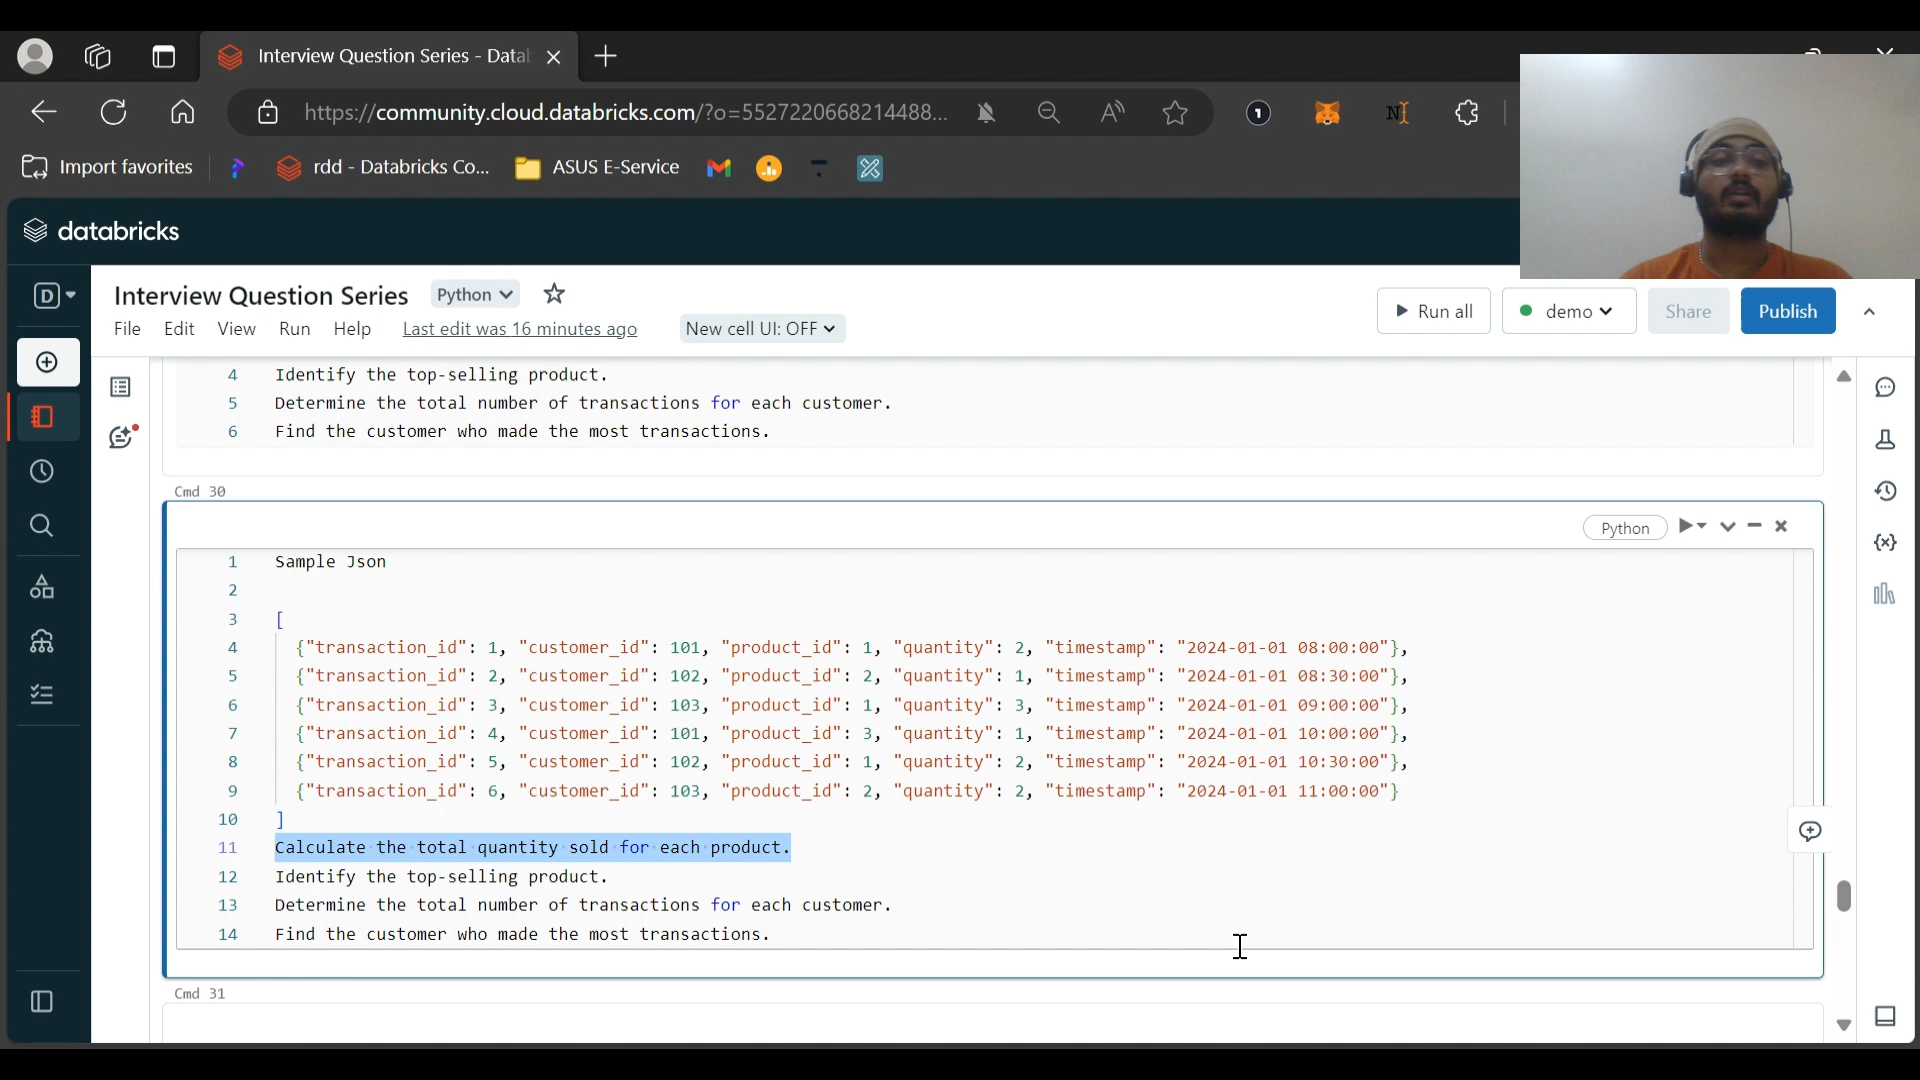 Interview Question Series - Datab
https://community.cloud.databricks.com/?o=5527220668214488...
Import favorites
rdd - Databricks Co...
ASUS E-Service
databricks
D
Interview Question Series
Python
File Edit View Run Help Last edit was 16 minutes ago New cell UI: OFF
Run all
demo
Share
Publish
4 Identify the top-selling product.
5 Determine the total number of transactions for each customer.
6 Find the customer who made the most transactions.
Cmd 30
Python
1 Sample Json
2
3 [
4 {"transaction_id": 1, "customer_id": 101, "product_id": 1, "quantity": 2, "timestamp": "2024-01-01 08:00:00"},
5 {"transaction_id": 2, "customer_id": 102, "product_id": 2, "quantity": 1, "timestamp": "2024-01-01 08:30:00"},
6 {"transaction_id": 3, "customer_id": 103, "product_id": 1, "quantity": 3, "timestamp": "2024-01-01 09:00:00"},
7 {"transaction_id": 4, "customer_id": 101, "product_id": 3, "quantity": 1, "timestamp": "2024-01-01 10:00:00"},
8 {"transaction_id": 5, "customer_id": 102, "product_id": 1, "quantity": 2, "timestamp": "2024-01-01 10:30:00"},
9 {"transaction_id": 6, "customer_id": 103, "product_id": 2, "quantity": 2, "timestamp": "2024-01-01 11:00:00"}
10 ]
11 Calculate the total quantity sold for each product.
12 Identify the top-selling product.
13 Determine the total number of transactions for each customer.
14 Find the customer who made the most transactions.
Cmd 31